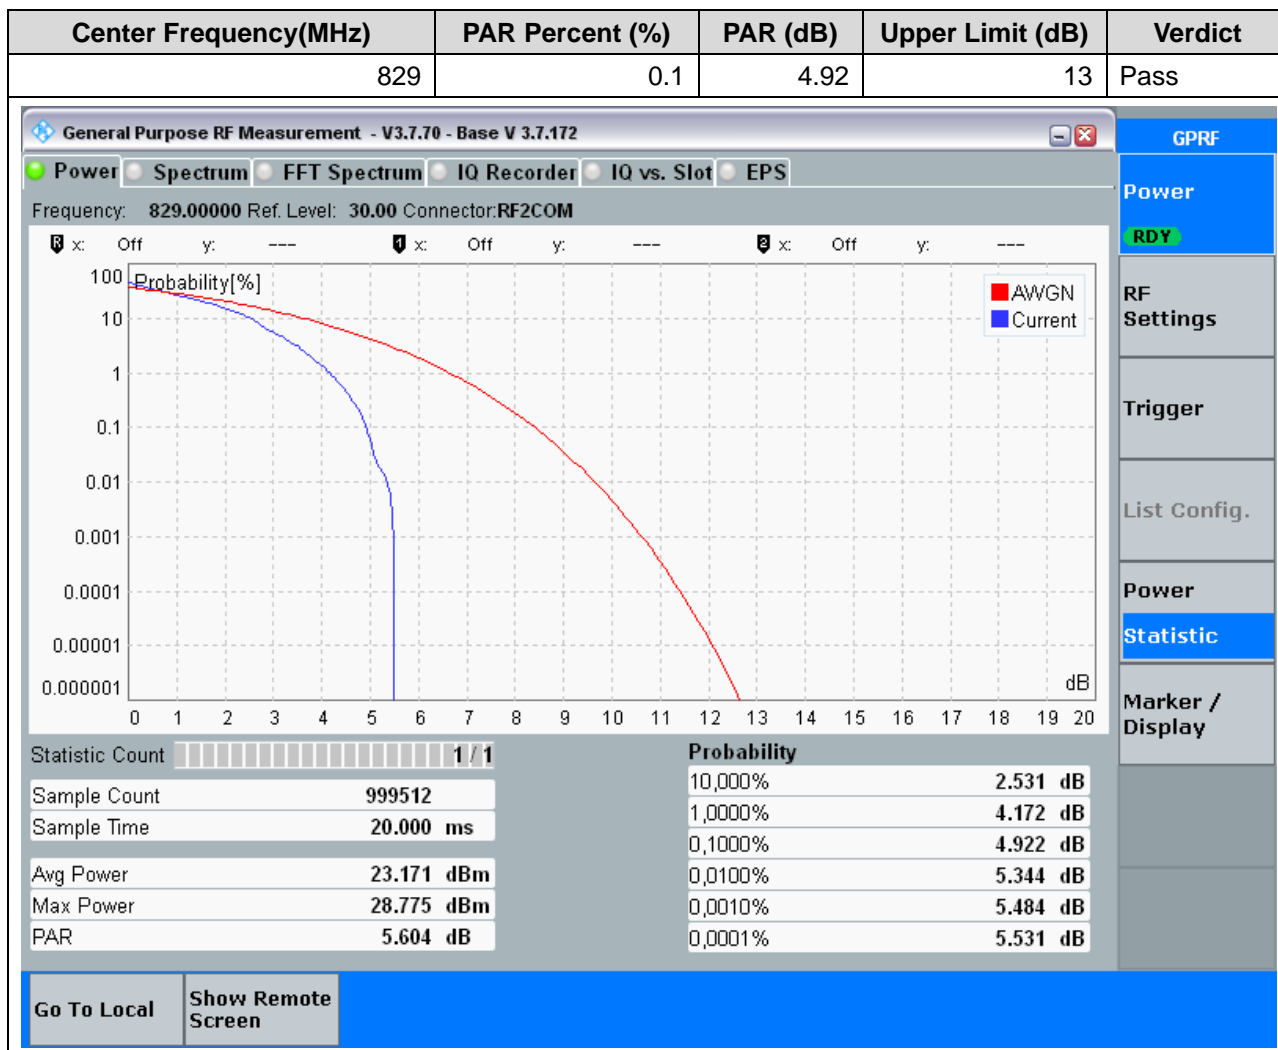 Center Frequency(MHz) PAR Percent (%) PAR (dB) Upper Limit (dB) Verdict
829 0.1 4.92 13 Pass
General Purpose RF Measurement - V3.7.70 - Base V 3.7.172
GPRF
Power Spectrum FFT Spectrum IQ Recorder IQ vs. Slot EPS
Frequency: 829.00000 Ref. Level: 30.00 Connector:RF2COM
Power
RDY
R x: Off y: --- 1 x: Off y: --- 2 x: Off y: ---
Probability[%]
AWGN
Current
100
10
1
0.1
0.01
0.001
0.0001
0.00001
0.000001
dB
0 1 2 3 4 5 6 7 8 9 10 11 12 13 14 15 16 17 18 19 20
RF
Settings
Trigger
List Config.
Power
Statistic
Marker /
Display
Statistic Count 1 / 1
Sample Count 999512
Sample Time 20.000 ms
Avg Power 23.171 dBm
Max Power 28.775 dBm
PAR 5.604 dB
Probability
10,000% 2.531 dB
1,0000% 4.172 dB
0,1000% 4.922 dB
0,0100% 5.344 dB
0,0010% 5.484 dB
0,0001% 5.531 dB
Go To Local
Show Remote
Screen